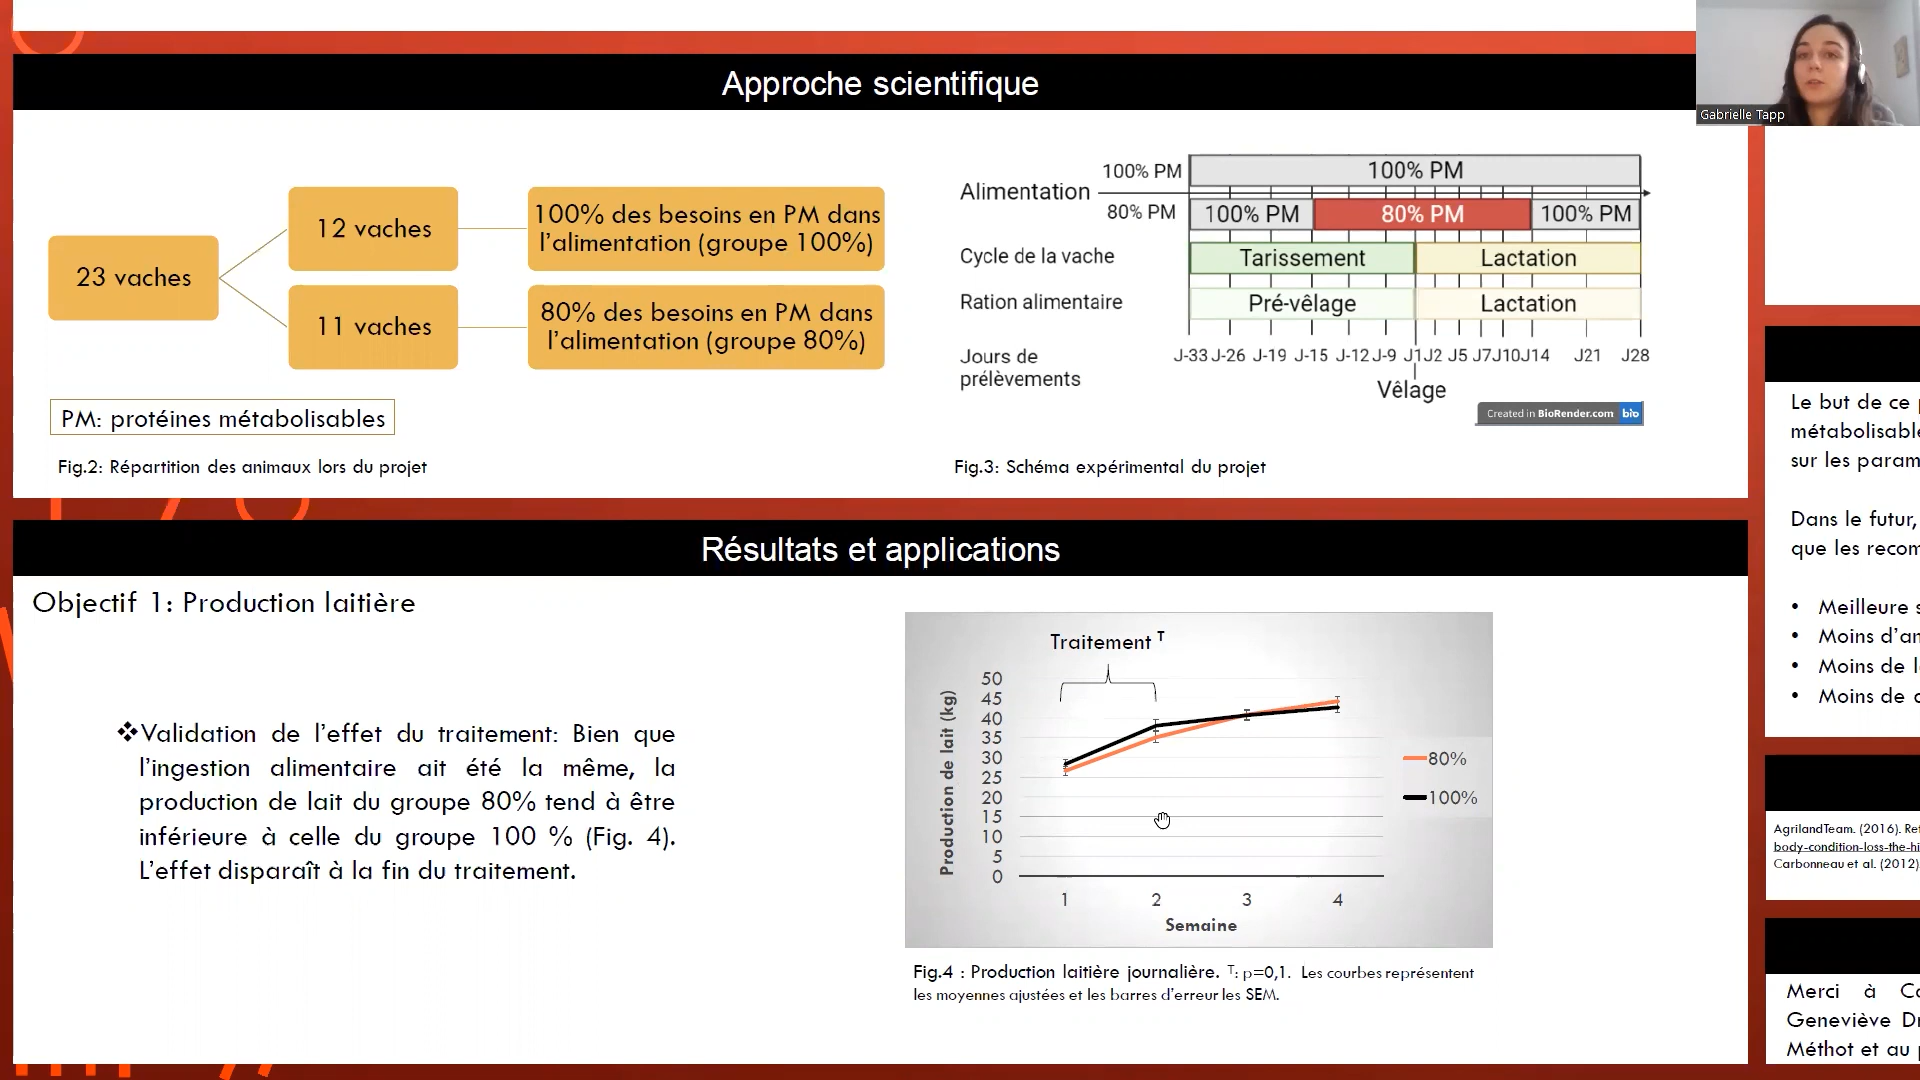 Gabrielle Tapp
Approche scientifique
23 vaches
12 vaches
11 vaches
100% des besoins en PM dans
l'alimentation (groupe 100%)
80% des besoins en PM dans
l'alimentation (groupe 80%)
PM: protéines métabolisables
Fig.2: Répartition des animaux lors du projet
Alimentation
100% PM
80% PM
100% PM
100% PM 80% PM 100% PM
Cycle de la vache
Tarissement Lactation
Ration alimentaire
Pré-vêlage Lactation
Jours de
prélèvements
J-33 J-26 J-19 J-15 J-12 J-9 J1 J2 J5 J7 J10 J14 J21 J28
Vêlage
Created in BioRender.com bio
Fig.3: Schéma expérimental du projet
Résultats et applications
Objectif 1: Production laitière
❖Validation de l'effet du traitement: Bien que
l'ingestion alimentaire ait été la même, la
production de lait du groupe 80% tend à être
inférieure à celle du groupe 100 % (Fig. 4).
L'effet disparaît à la fin du traitement.
Traitement T
Production de lait (kg)
50
45
40
35
30
25
20
15
10
5
0
1 2 3 4
Semaine
80%
100%
Fig.4 : Production laitière journalière. T: p=0,1. Les courbes représentent
les moyennes ajustées et les barres d'erreur les SEM.
Le but de ce
sur les
Dans le futur,
que les
• Meilleure
• Moins
• Moins de
• Moins de
AgrilandTeam. (2016).
Carbonneau et al. (2012)
Merci à
Geneviève
Méthot et au